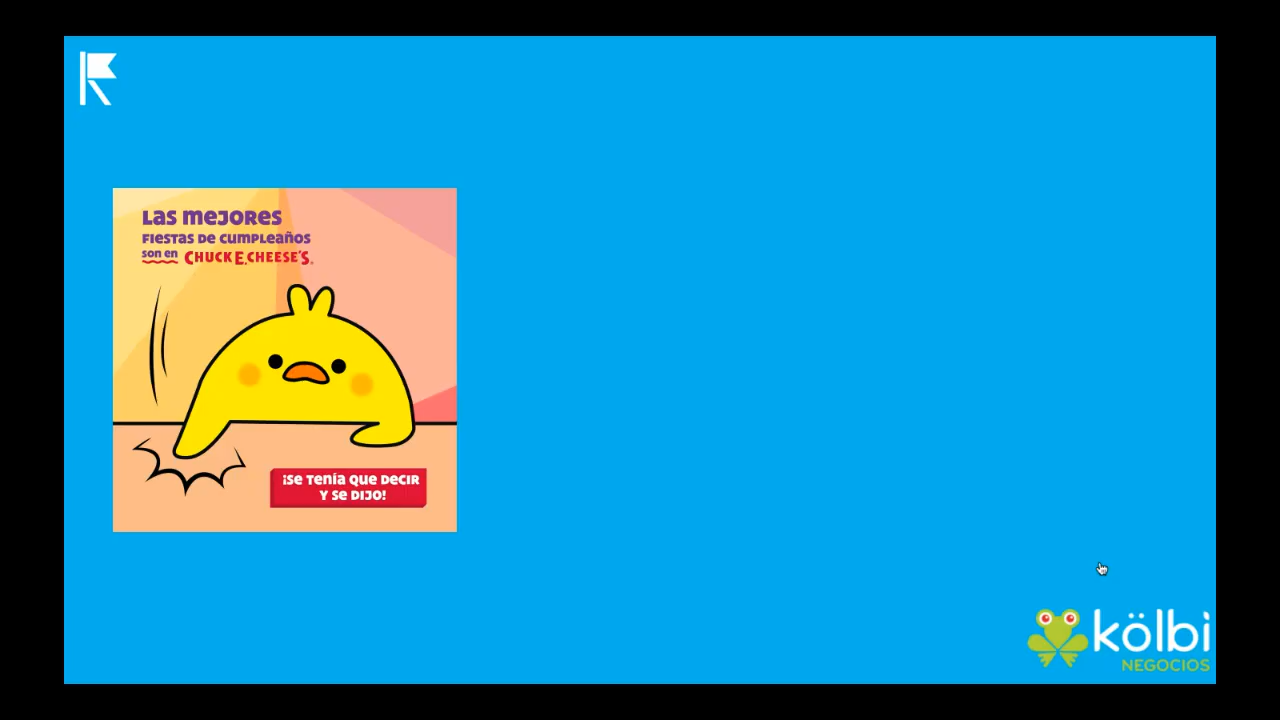 Las mejores
fiestas de cumpleaños
son en CHUCK E. CHEESE'S®
¡Se tenía que decir
y se dijo!
kölbi
NEGOCIOS